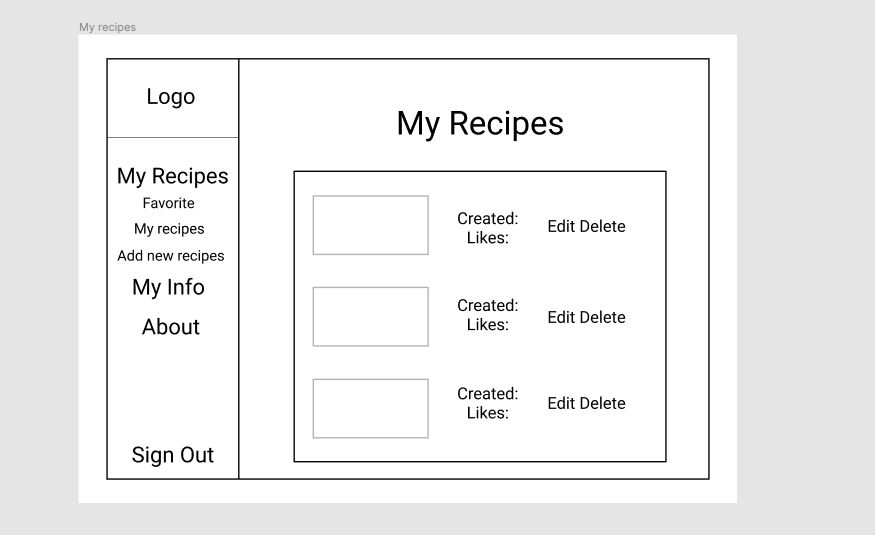 My recipes
Logo
My Recipes
Favorite
My recipes
Add new recipes
My Info
About
Sign Out
My Recipes
Created:
Likes:
Edit Delete
Created:
Likes:
Edit Delete
Created:
Likes:
Edit Delete